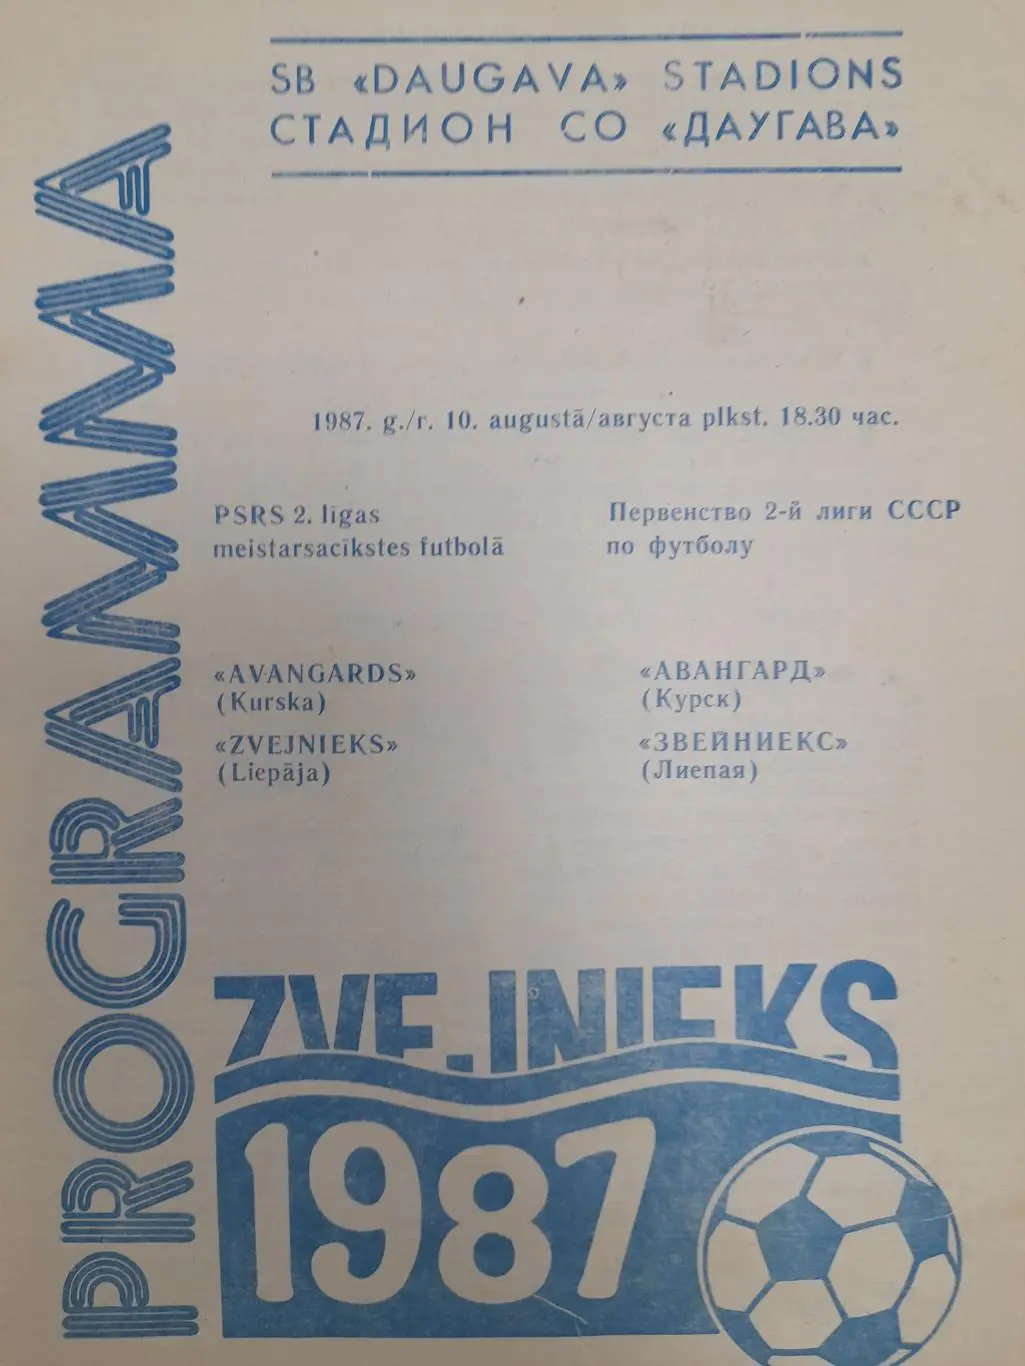 SB «DAUGAVA» STADIONS
СТАДИОН СО «ДАУГАВА»
PROGRAMMA
1987. g./г. 10. augustā/августа plkst. 18.30 час.
PSRS 2. līgas
meistarsacīkstes futbolā
Первенство 2-й лиги СССР
по футболу
«AVANGARDS»
(Kurska)
«ZVEJNIEKS»
(Liepāja)
«АВАНГАРД»
(Курск)
«ЗВЕЙНИЕКС»
(Лиепая)
ZVEJNIEKS
1987